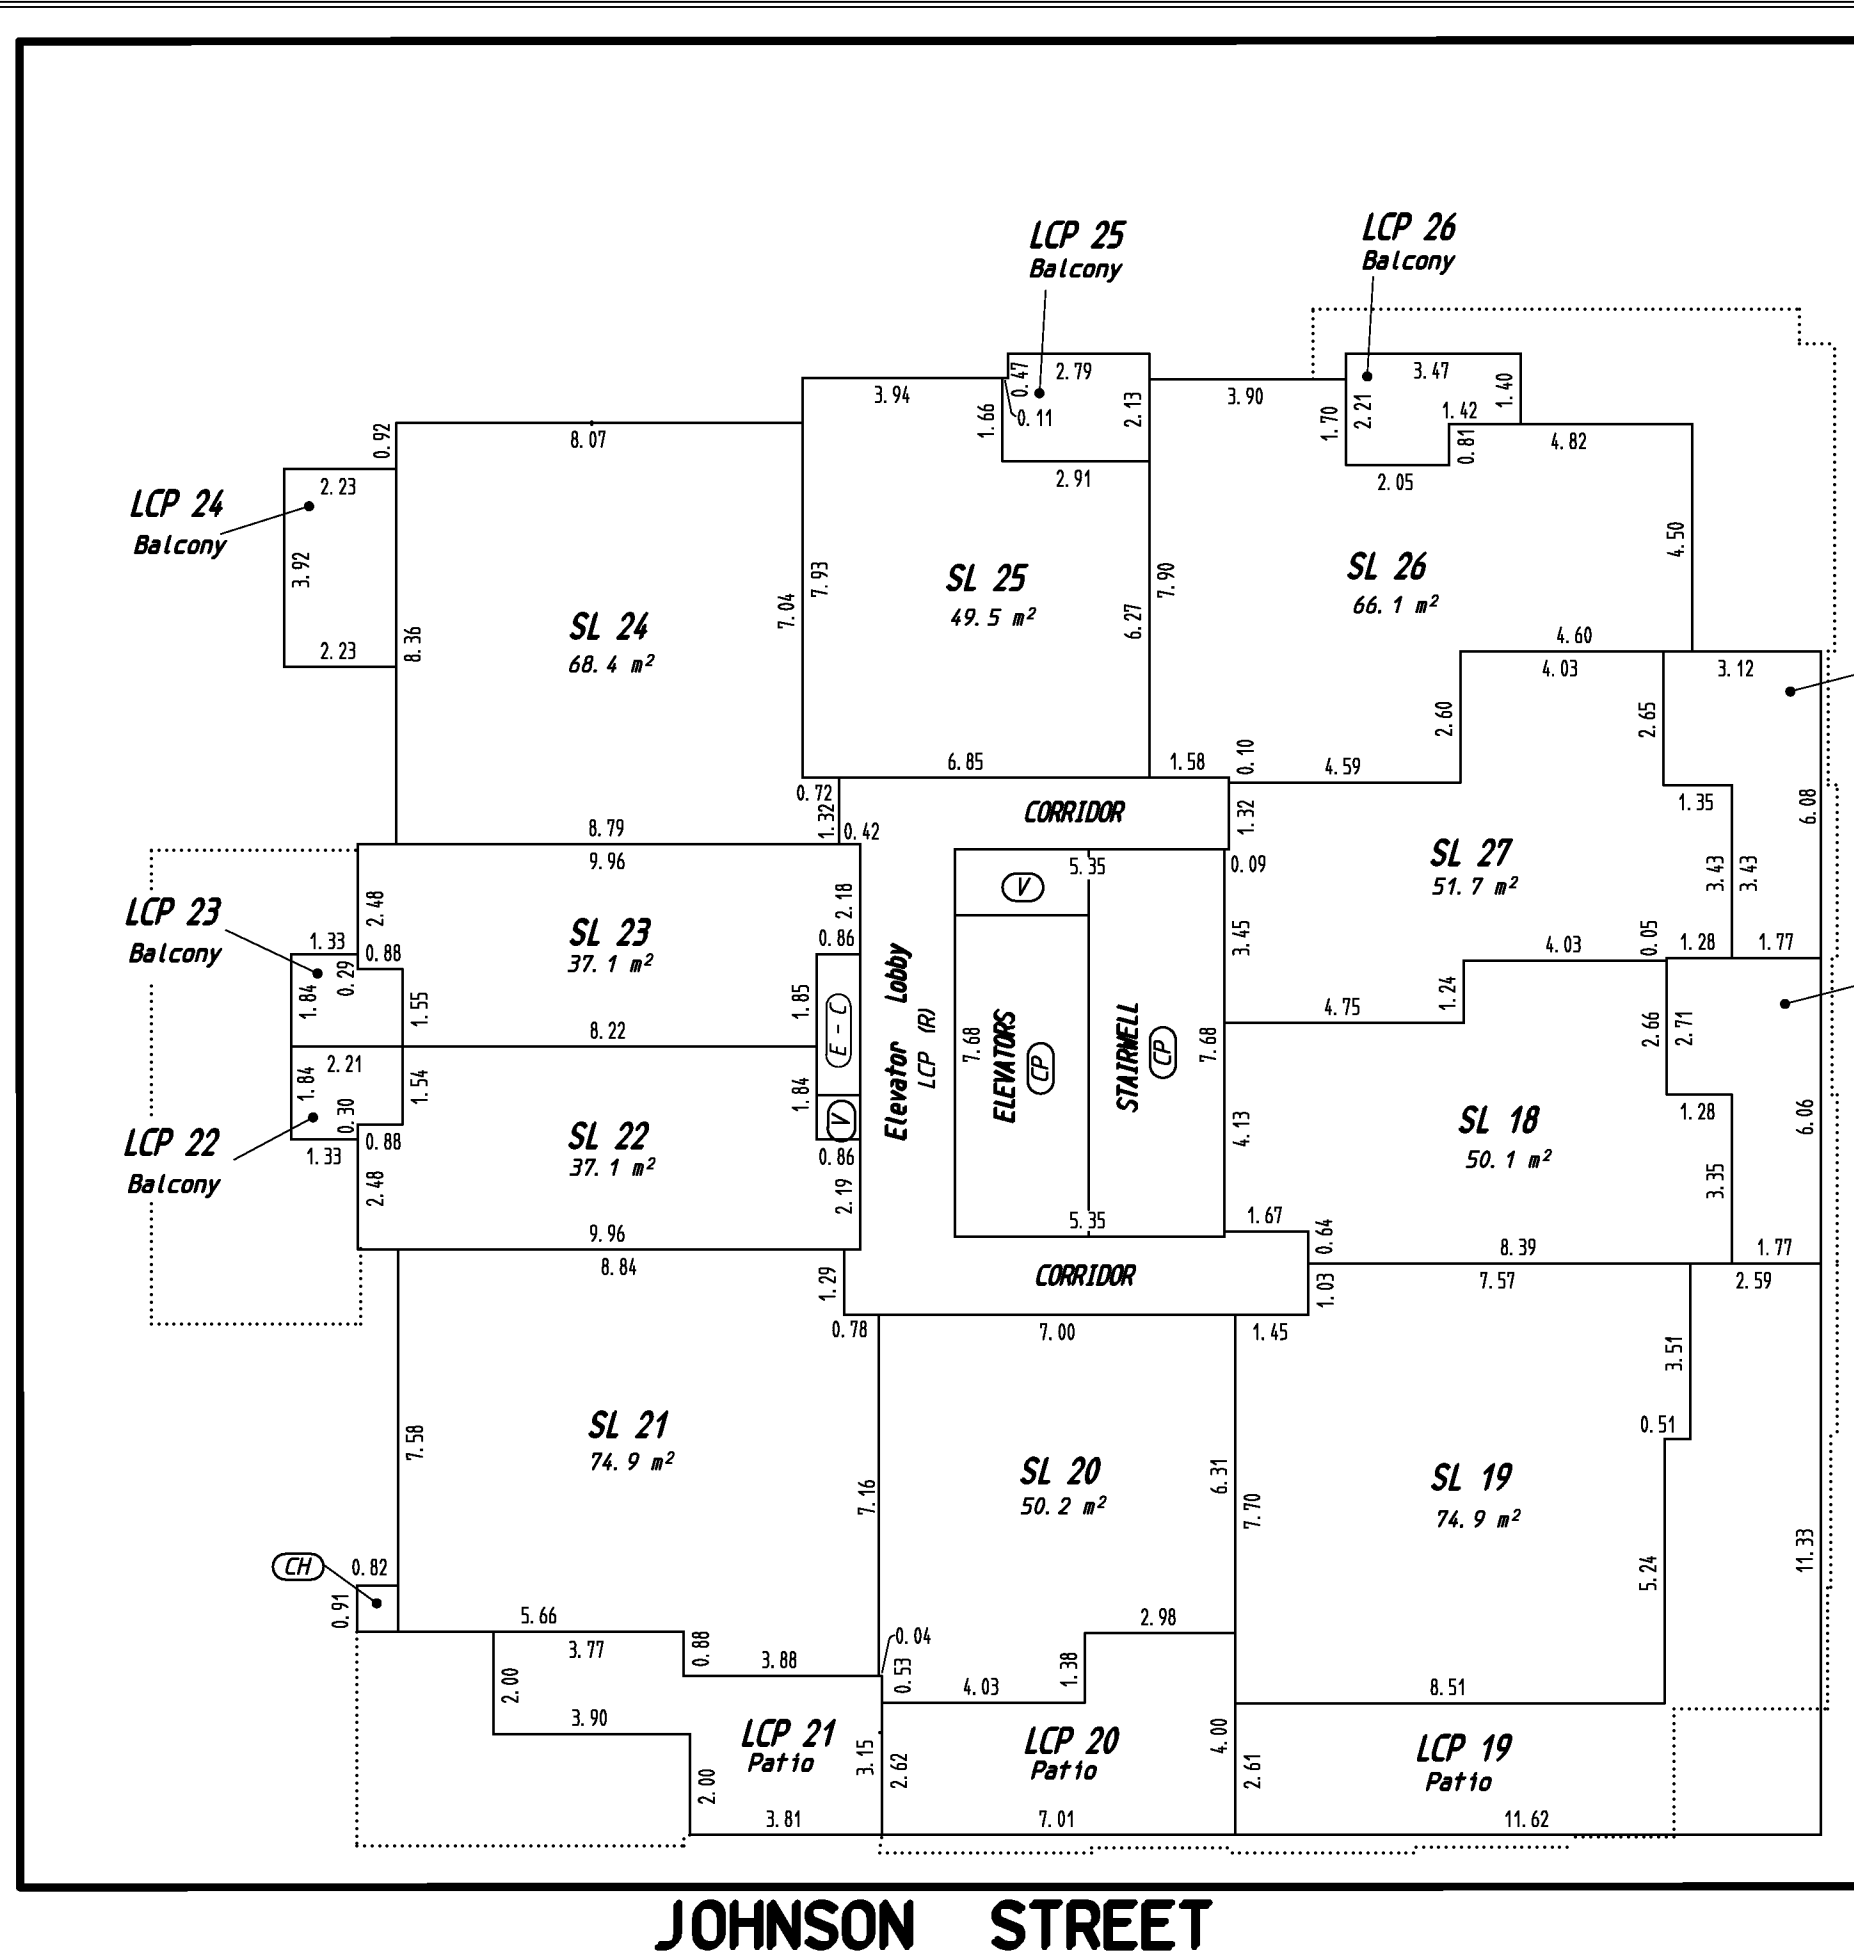 LCP 25
Balcony
LCP 26
Balcony
0.47
2.79
3.47
3.94
1.66
0.11
2.13
3.90
1.70
2.21
1.42
1.40
0.92
8.07
0.81
4.82
2.91
2.05
LCP 24
Balcony
2.23
3.92
2.23
8.36
SL 24
68.4 m²
7.04
7.93
SL 25
49.5 m²
6.27
7.90
SL 26
66.1 m²
4.50
4.60
4.03
3.12
2.60
2.65
6.85
1.58
0.10
4.59
0.72
1.32
0.42
CORRIDOR
1.32
1.35
6.08
8.79
9.96
5.35
0.09
SL 27
51.7 m²
3.43
3.43
V
LCP 23
Balcony
2.48
1.33
0.88
0.29
1.84
1.55
SL 23
37.1 m²
2.18
0.86
1.85
E - C
Elevator Lobby
LCP (R)
3.45
4.03
0.05
1.28
1.77
4.75
1.24
8.22
7.68
ELEVATORS
CP
STAIRWELL
CP
7.68
2.66
2.71
LCP 22
Balcony
2.21
1.84
0.30
1.54
0.88
1.33
2.48
SL 22
37.1 m²
1.84
V
0.86
2.19
4.13
SL 18
50.1 m²
1.28
3.35
6.06
9.96
8.84
5.35
1.67
0.64
8.39
1.77
1.29
CORRIDOR
1.03
7.57
2.59
0.78
7.00
1.45
3.51
0.51
SL 21
74.9 m²
7.58
7.16
SL 20
50.2 m²
6.31
7.70
SL 19
74.9 m²
5.24
11.33
CH
0.82
0.91
5.66
3.77
0.88
3.88
0.04
0.53
2.98
1.38
4.03
8.51
2.00
3.90
LCP 21
Patio
3.15
2.62
LCP 20
Patio
4.00
2.61
LCP 19
Patio
2.00
3.81
7.01
11.62
JOHNSON STREET